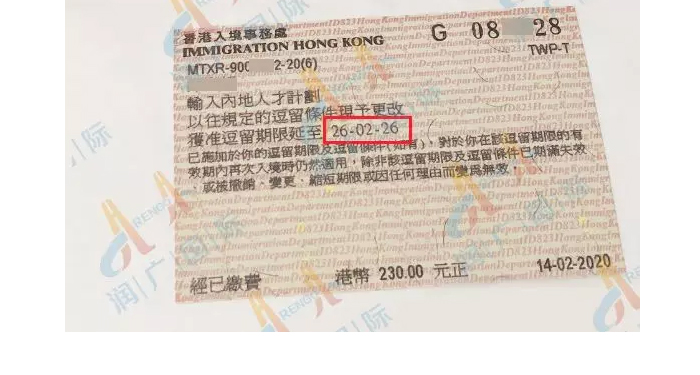 香港入境事務處
IMMIGRATION HONG KONG
G 08 28
TWP-T
MTXR-900 2-20(6)
輸入內地人才計劃
以往規定的逗留條件現予更改
獲准逗留期限延至 26-02-26
已施加於你的逗留期限及逗留條件(如有)，對於你在該逗留期限的有
效期內再次入境時仍然適用，除非該逗留期限及逗留條件已期滿失效
，或被撤銷、變更、縮短期限或因任何理由而變為無效。
經已繳費
港幣 230.00 元正
14-02-2020
润|广|国|际